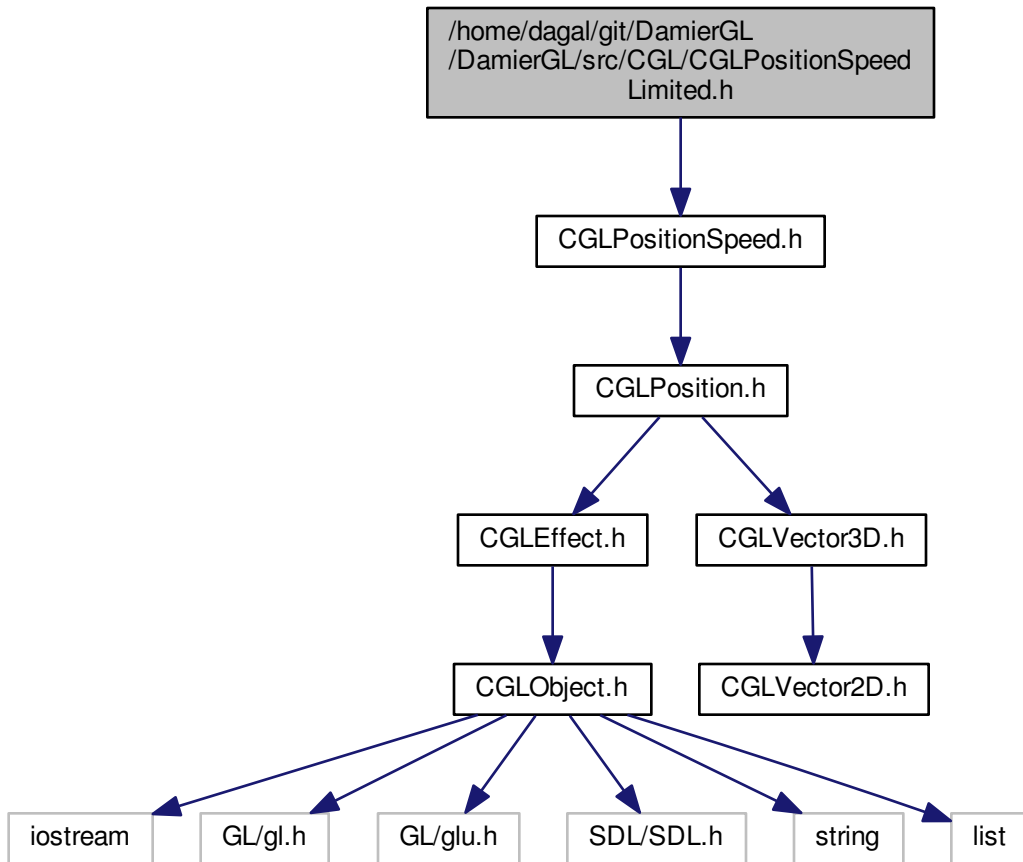 /home/dagal/git/DamierGL
/DamierGL/src/CGL/CGLPositionSpeed
Limited.h
CGLPositionSpeed.h
CGLPosition.h
CGLEffect.h
CGLVector3D.h
CGLObject.h
CGLVector2D.h
iostream
GL/gl.h
GL/glu.h
SDL/SDL.h
string
list